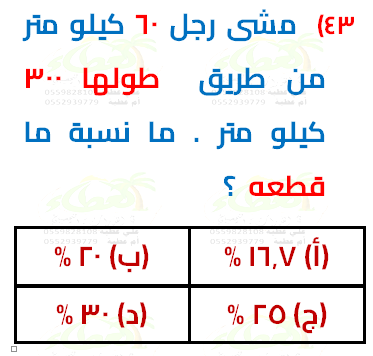 ٤٣) مشى رجل ٦٠ كيلو متر
من طريق طولها ٣٠٠
كيلو متر . ما نسبة ما
قطعه ؟
(أ) ١٦,٧ %
(ب) ٢٠ %
(ج) ٢٥ %
(د) ٣٠ %